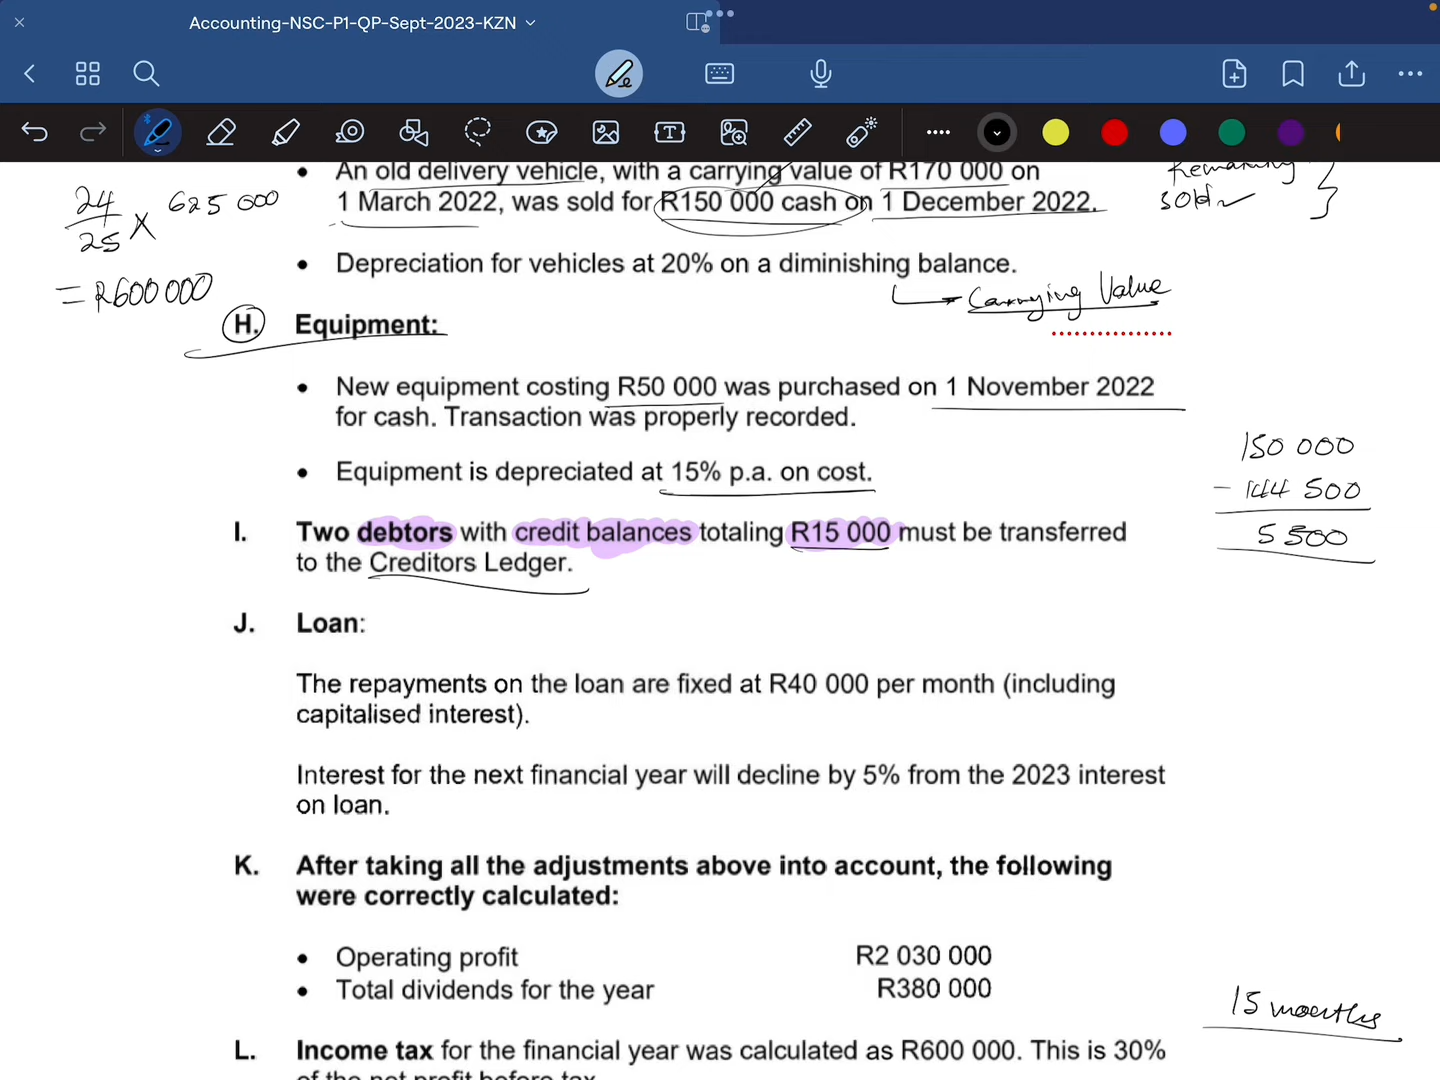 Accounting-NSC-P1-QP-Sept-2023-KZN
An old delivery vehicle, with a carrying value of R170 000 on
1 March 2022, was sold for R150 000 cash on 1 December 2022.
Remaining
sold
24
25
X
625 000
= R600 000
Depreciation for vehicles at 20% on a diminishing balance.
Carrying Value
H. Equipment:
New equipment costing R50 000 was purchased on 1 November 2022
for cash. Transaction was properly recorded.
Equipment is depreciated at 15% p.a. on cost.
150 000
- 144 500
5 500
I. Two debtors with credit balances totaling R15 000 must be transferred
to the Creditors Ledger.
J. Loan:
The repayments on the loan are fixed at R40 000 per month (including
capitalised interest).
Interest for the next financial year will decline by 5% from the 2023 interest
on loan.
K. After taking all the adjustments above into account, the following
were correctly calculated:
Operating profit R2 030 000
Total dividends for the year R380 000
15 months
L. Income tax for the financial year was calculated as R600 000. This is 30%
of the net profit before tax